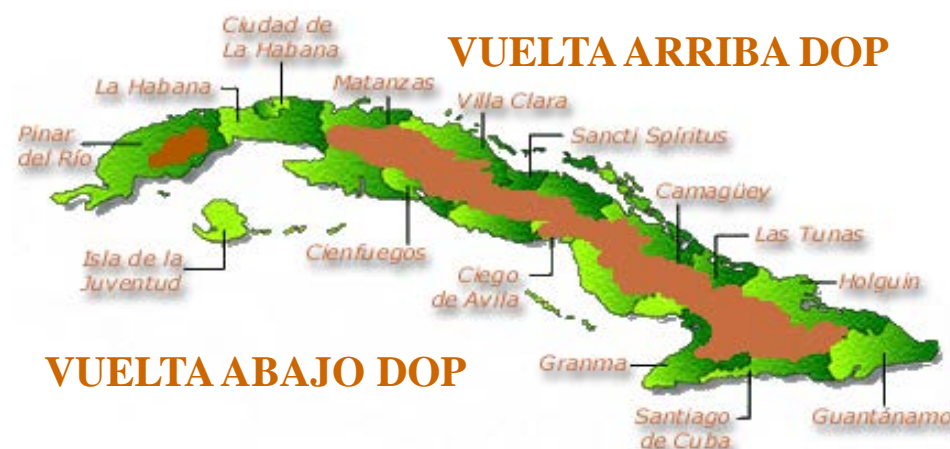 Ciudad de
La Habana
VUELTA ARRIBA DOP
La Habana
Matanzas
Villa Clara
Pinar
del Río
Sancti Spíritus
Camagüey
Las Tunas
Isla de la
Juventud
Cienfuegos
Ciego
de Avila
Holguin
VUELTA ABAJO DOP
Granma
Santiago
de Cuba
Guantánamo